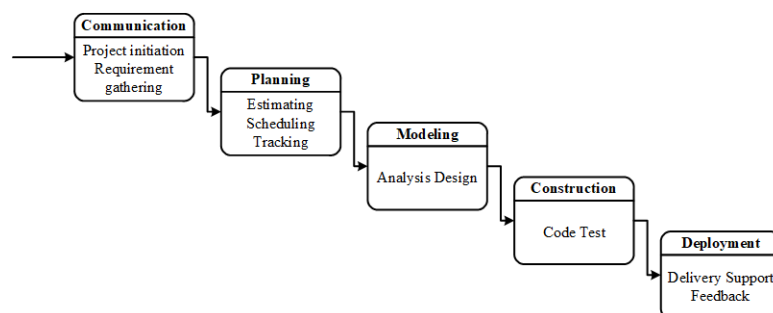 Communication
Project initiation
Requirement
gathering
Planning
Estimating
Scheduling
Tracking
Modeling
Analysis Design
Construction
Code Test
Deployment
Delivery Support
Feedback